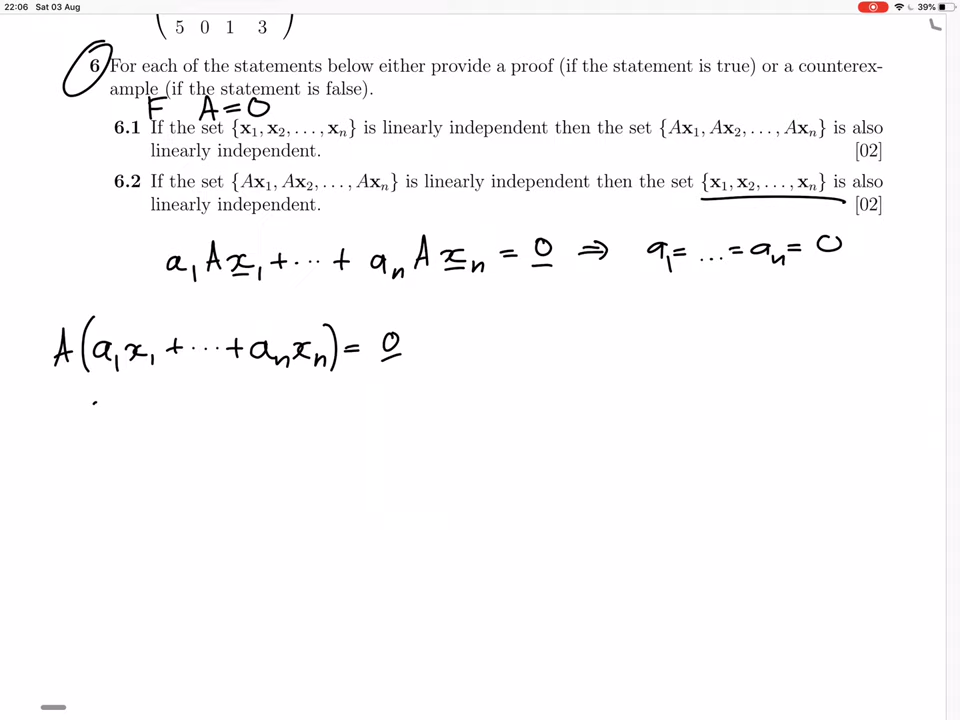 22:06 Sat 03 Aug 39%
5 0 1 3
6 For each of the statements below either provide a proof (if the statement is true) or a counterex-
ample (if the statement is false).
F A=0
6.1 If the set {x₁, x₂, . . . , xₙ} is linearly independent then the set {Ax₁, Ax₂, . . . , Axₙ} is also
linearly independent. [02]
6.2 If the set {Ax₁, Ax₂, . . . , Axₙ} is linearly independent then the set {x₁, x₂, . . . , xₙ} is also
linearly independent. [02]
a₁Ax₁ + ... + aₙAxₙ = 0 ⇒ a₁ = ... = aₙ = 0
A(a₁x₁ + ... + aₙxₙ) = 0